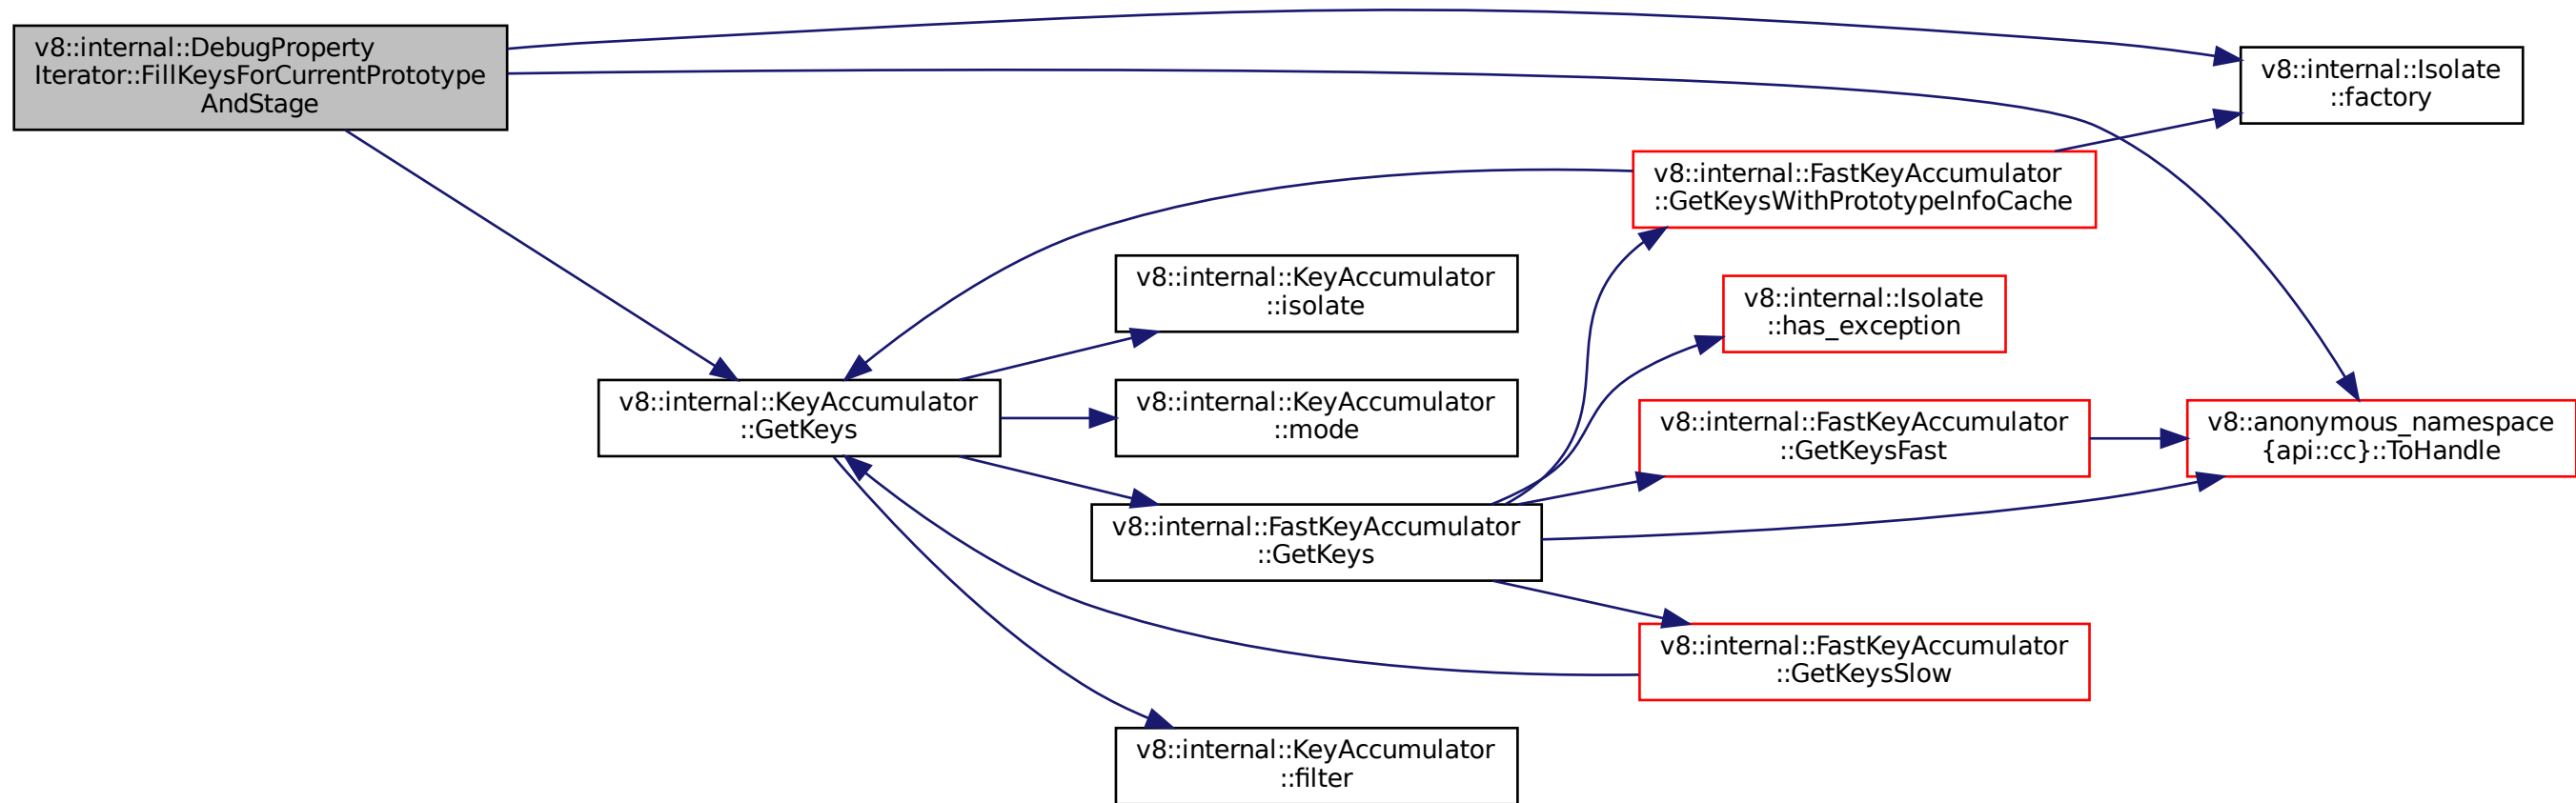 v8::internal::DebugProperty
Iterator::FillKeysForCurrentPrototype
AndStage
v8::internal::Isolate
::factory
v8::internal::FastKeyAccumulator
::GetKeysWithPrototypeInfoCache
v8::internal::KeyAccumulator
::isolate
v8::internal::Isolate
::has_exception
v8::internal::KeyAccumulator
::GetKeys
v8::internal::KeyAccumulator
::mode
v8::internal::FastKeyAccumulator
::GetKeysFast
v8::anonymous_namespace
{api::cc}::ToHandle
v8::internal::FastKeyAccumulator
::GetKeys
v8::internal::FastKeyAccumulator
::GetKeysSlow
v8::internal::KeyAccumulator
::filter